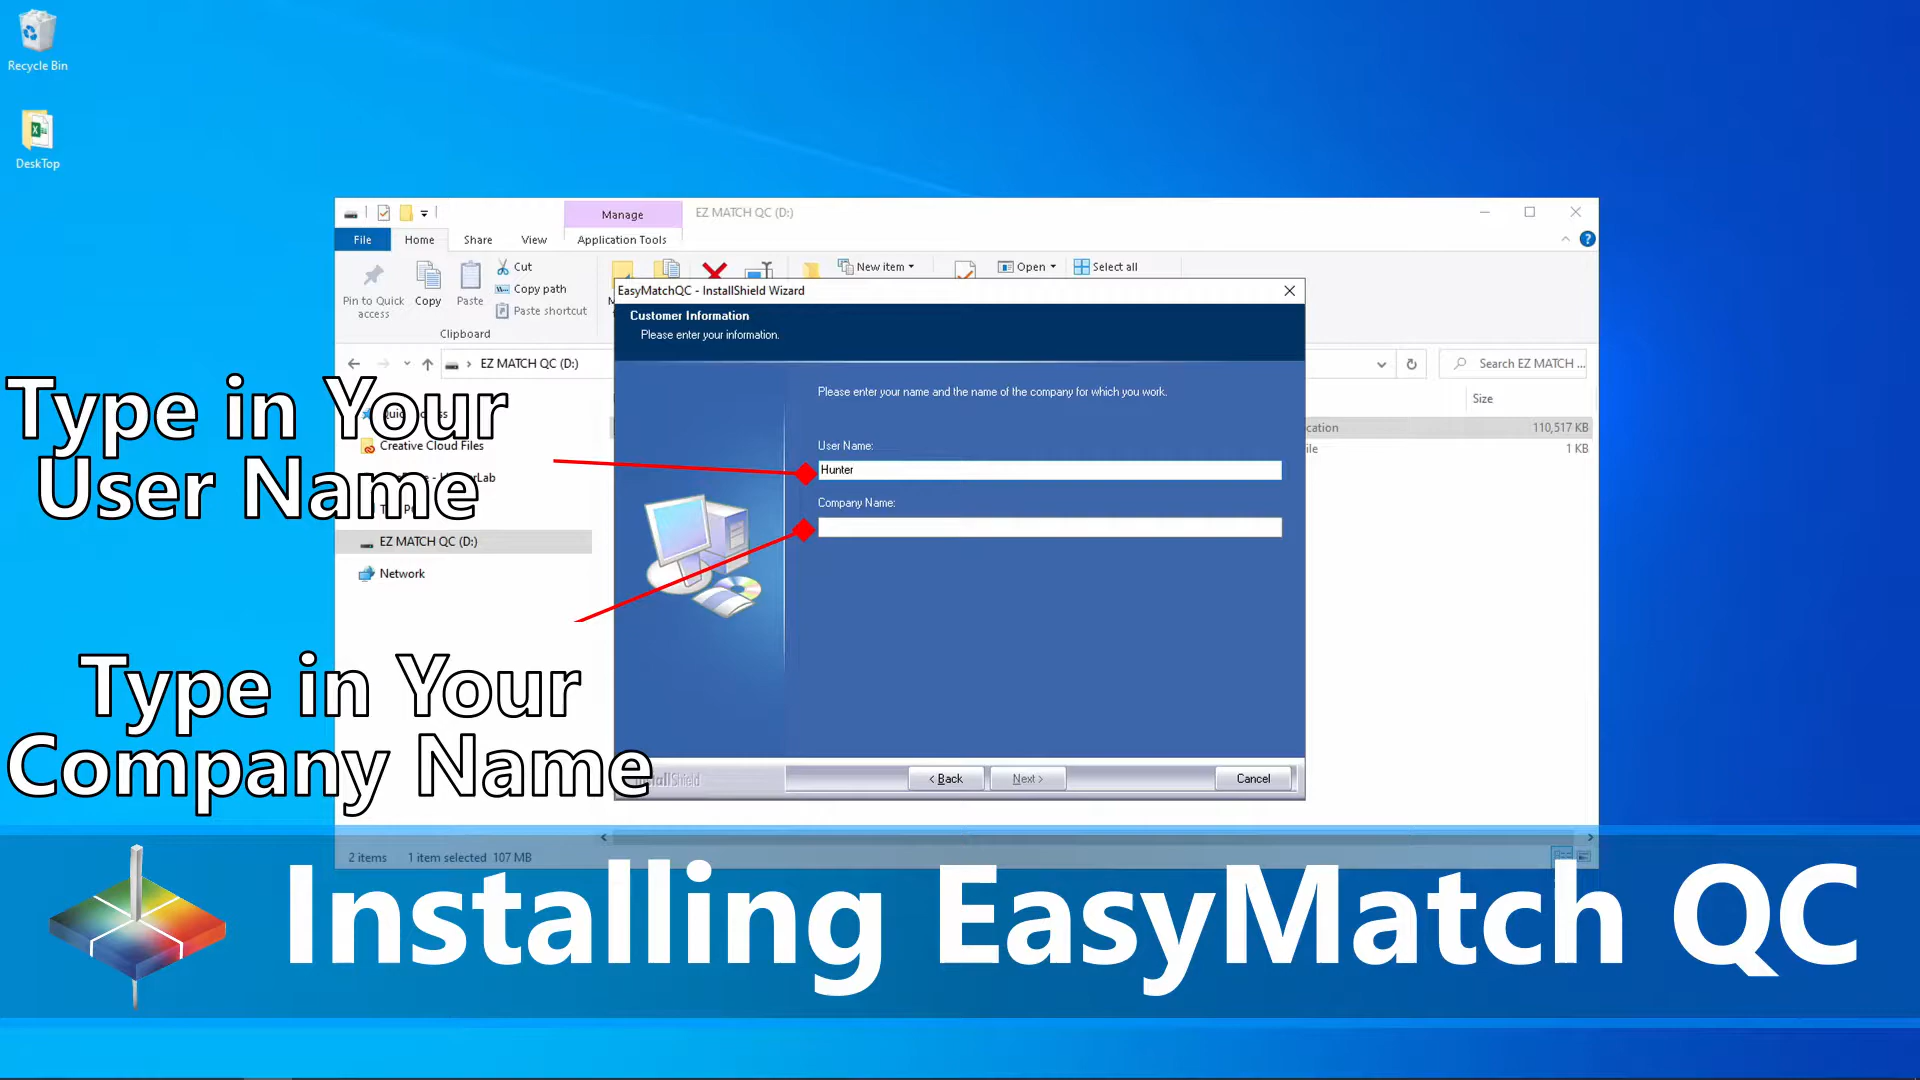 Recycle Bin
DeskTop
Manage
EZ MATCH QC (D:)
File
Home
Share
View
Application Tools
Pin to Quick access
Copy
Paste
Cut
Copy path
Paste shortcut
Clipboard
New item
Open
Select all
EZ MATCH QC (D:)
Search EZ MATCH ...
Size
110,517 KB
1 KB
Creative Cloud Files
EZ MATCH QC (D:)
Network
2 items
1 item selected 107 MB
EasyMatchQC - InstallShield Wizard
Customer Information
Please enter your information.
Please enter your name and the name of the company for which you work.
User Name:
Hunter
Company Name:
< Back
Next >
Cancel
Type in Your
User Name
Type in Your
Company Name
Installing EasyMatch QC